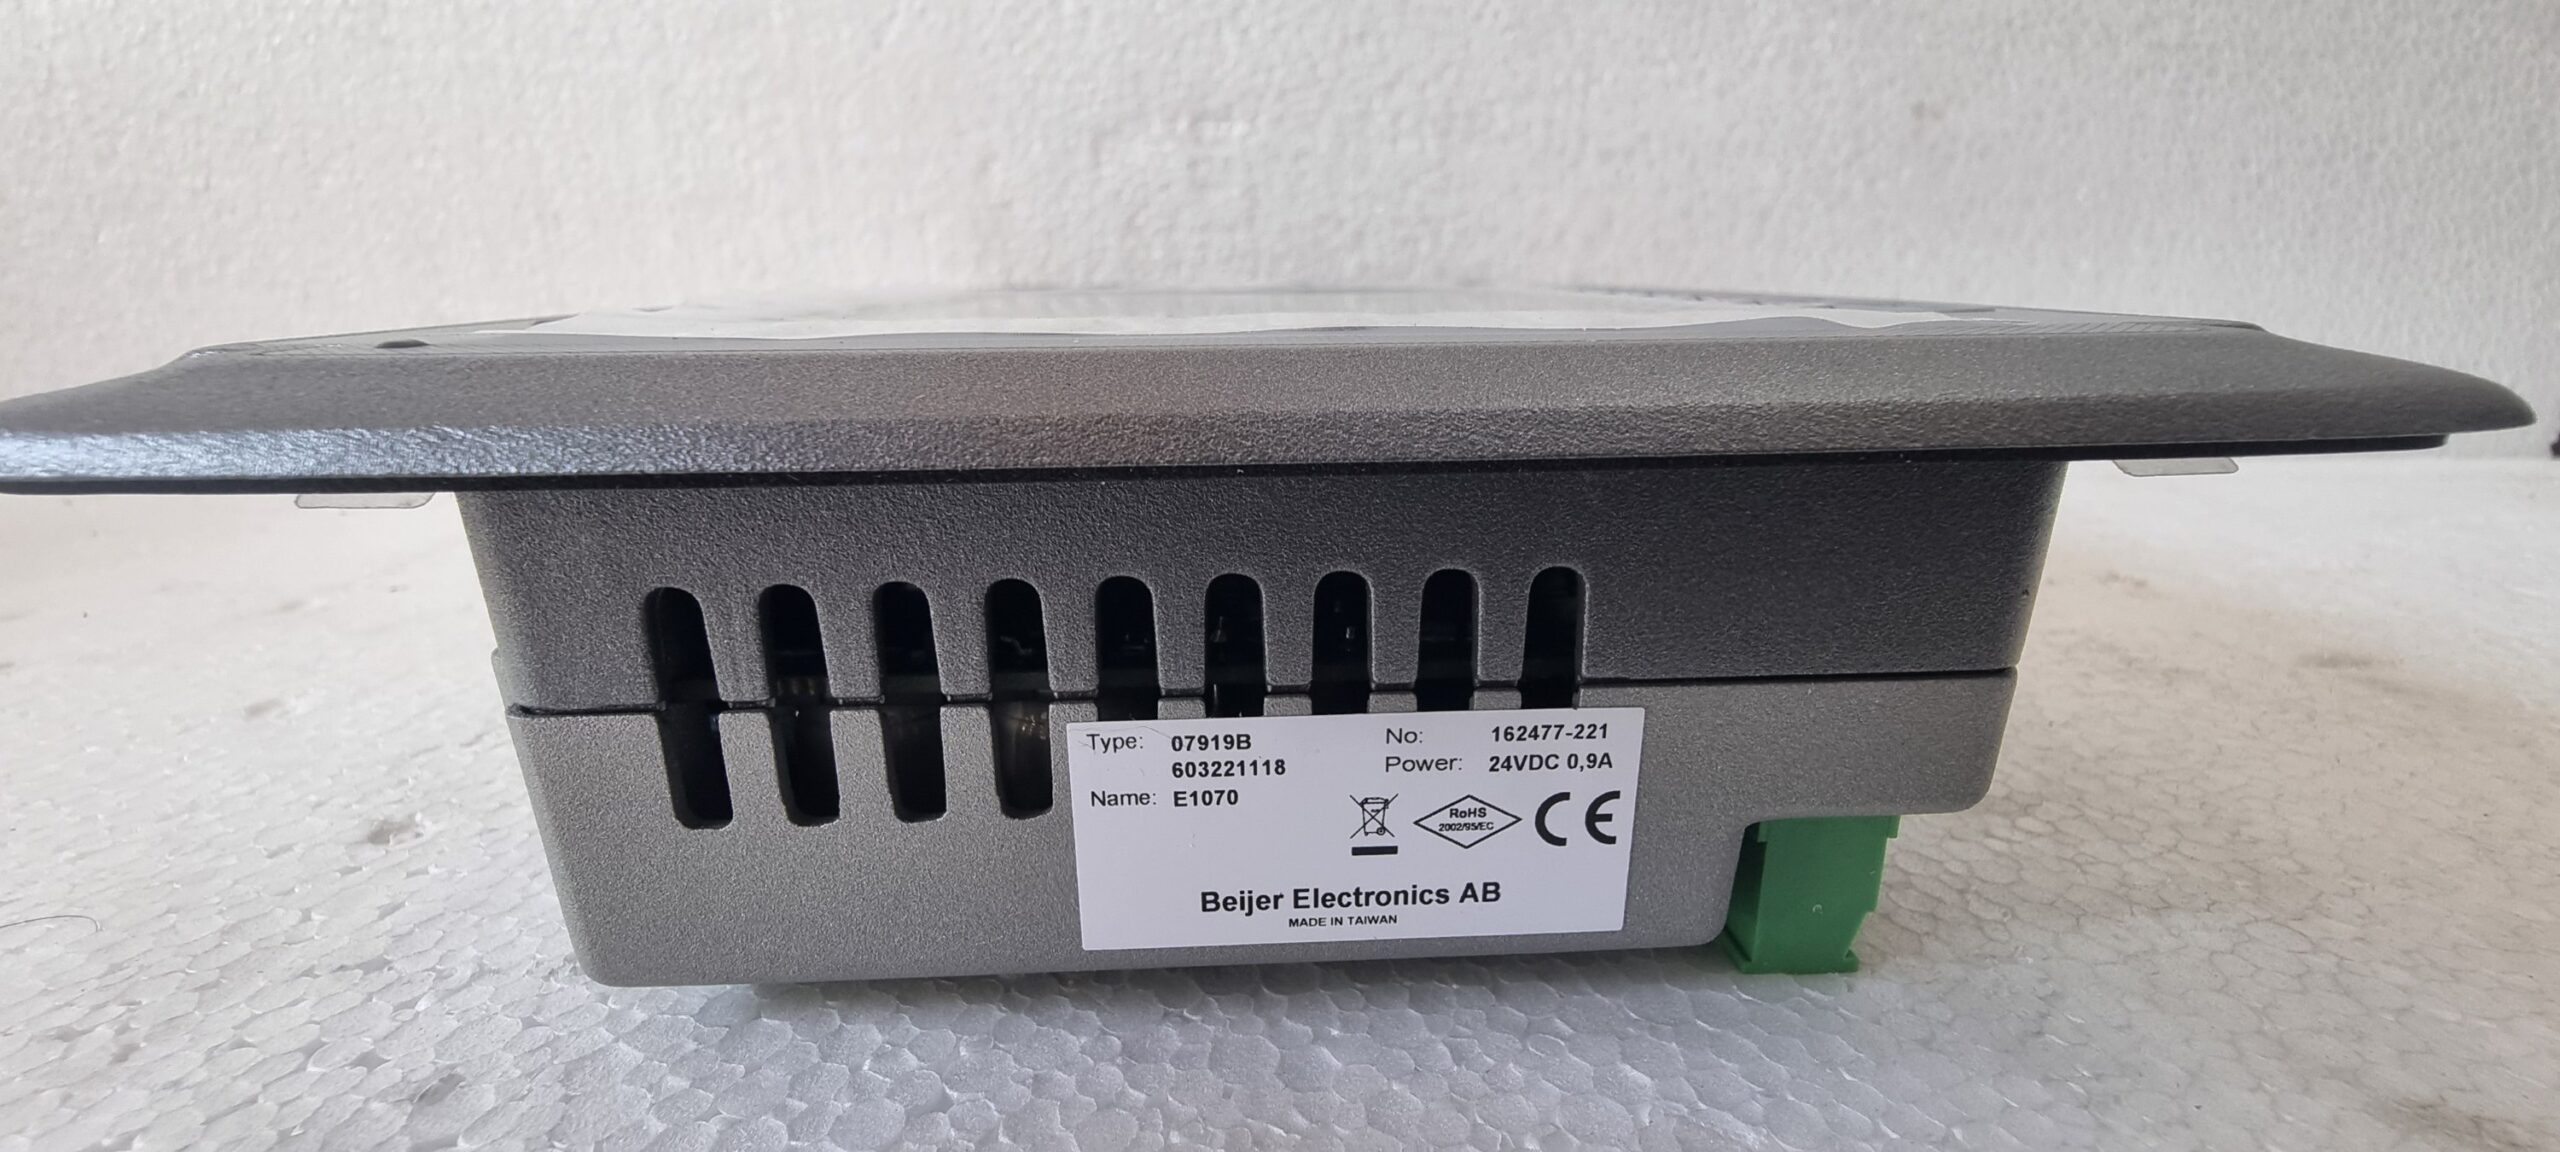 Type: 07919B No: 162477-221
603221118 Power: 24VDC 0,9A
Name: E1070
RoHS
2002/95/EC
CE
Beijer Electronics AB
MADE IN TAIWAN